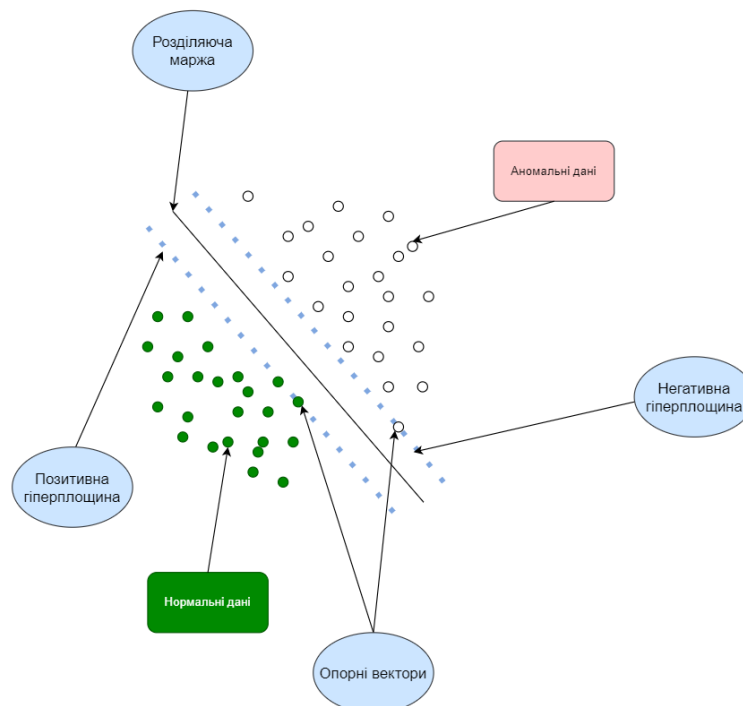 Розділяюча
маржа
Аномальні дані
Негативна
гіперплощина
Позитивна
гіперплощина
Нормальні дані
Опорні вектори